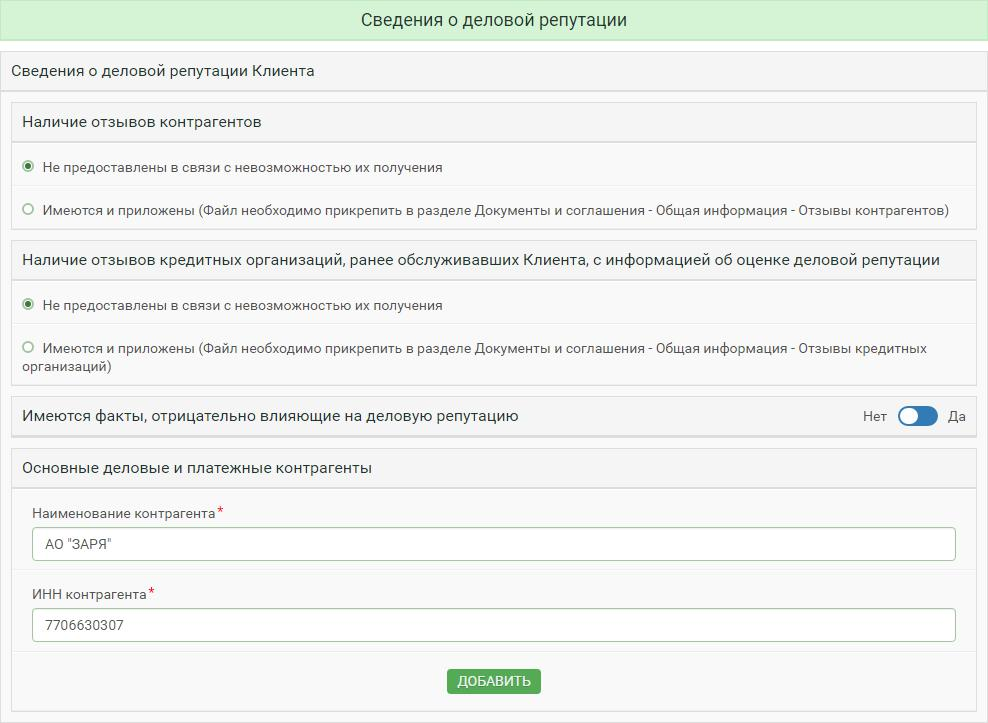 Сведения о деловой репутации
Сведения о деловой репутации Клиента
Наличие отзывов контрагентов
Не предоставлены в связи с невозможностью их получения
Имеются и приложены (Файл необходимо прикрепить в разделе Документы и соглашения - Общая информация - Отзывы контрагентов)
Наличие отзывов кредитных организаций, ранее обслуживавших Клиента, с информацией об оценке деловой репутации
Не предоставлены в связи с невозможностью их получения
Имеются и приложены (Файл необходимо прикрепить в разделе Документы и соглашения - Общая информация - Отзывы кредитных
организаций)
Имеются факты, отрицательно влияющие на деловую репутацию Нет Да
Основные деловые и платежные контрагенты
Наименование контрагента*
АО "ЗАРЯ"
ИНН контрагента*
7706630307
ДОБАВИТЬ